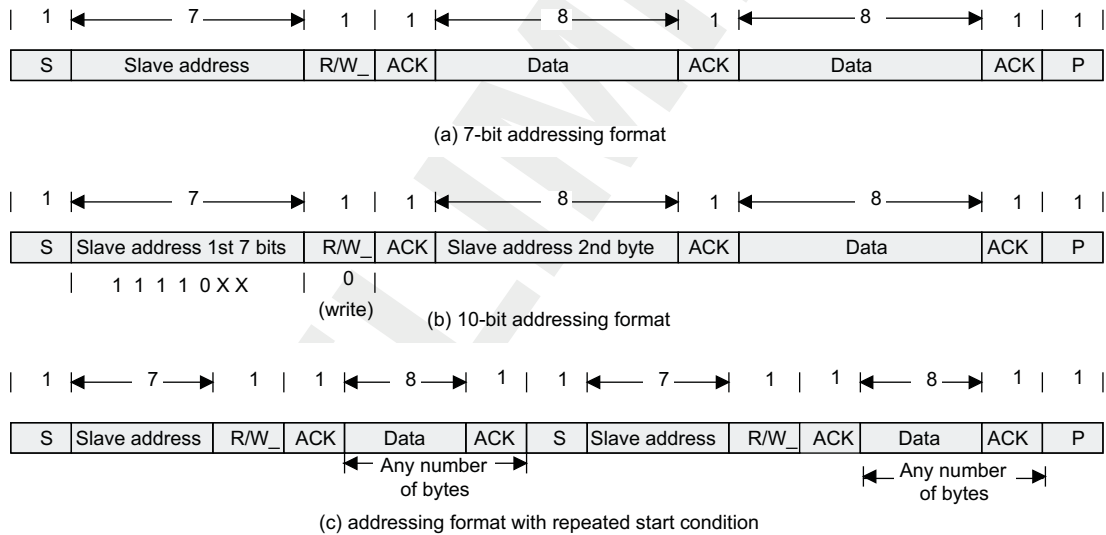 1 7 1 1 8 1 8 1 1
S Slave address R/W_ ACK Data ACK Data ACK P
(a) 7-bit addressing format
1 7 1 1 8 1 8 1 1
S Slave address 1st 7 bits R/W_ ACK Slave address 2nd byte ACK Data ACK P
1 1 1 1 0 X X 0
(write)
(b) 10-bit addressing format
1 7 1 1 8 1 1 7 1 1 8 1 1
S Slave address R/W_ ACK Data ACK S Slave address R/W_ ACK Data ACK P
Any number Any number
of bytes of bytes
(c) addressing format with repeated start condition